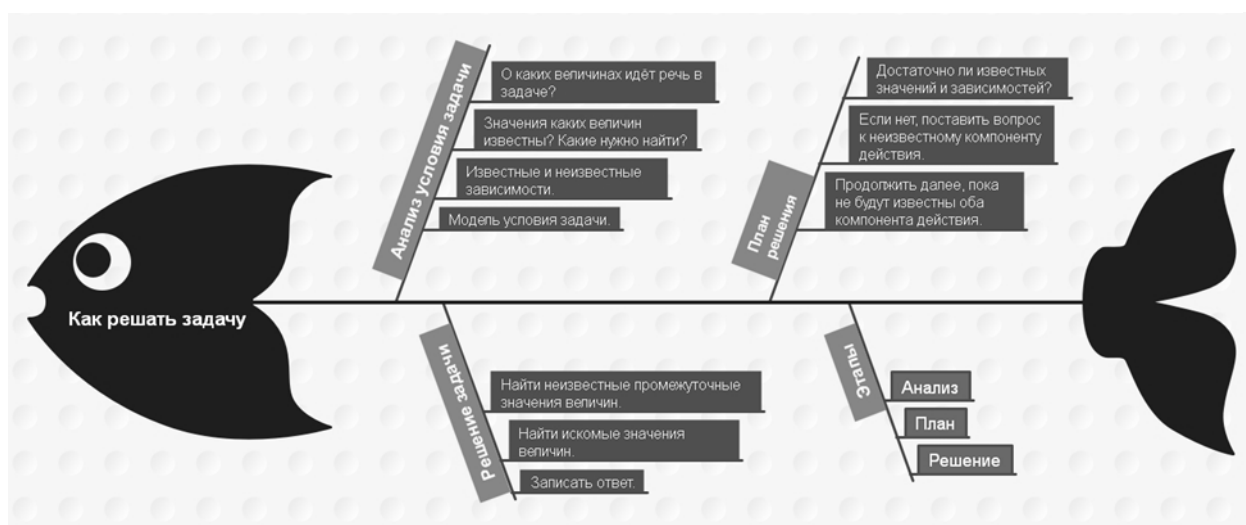 Как решать задачу
Анализ условия задачи
О каких величинах идёт речь в
задаче?
Значения каких величин
известны? Какие нужно найти?
Известные и неизвестные
зависимости.
Модель условия задачи.
План
решения
Достаточно ли известных
значений и зависимостей?
Если нет, поставить вопрос
к неизвестному компоненту
действия.
Продолжить далее, пока
не будут известны оба
компонента действия.
Решение задачи
Найти неизвестные промежуточные
значения величин.
Найти искомые значения
величин.
Записать ответ.
Этапы
Анализ
План
Решение